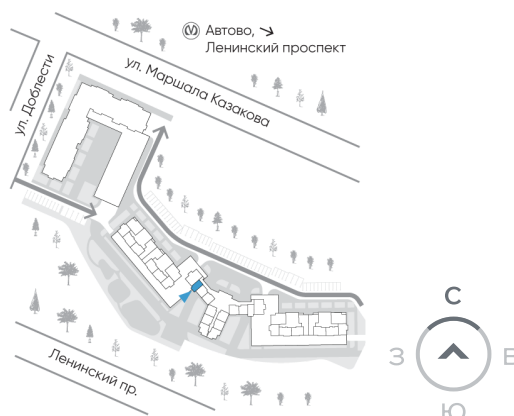 Автово, ↘
Ленинский проспект
ул. Маршала Казакова
ул. Доблести
Ленинский пр.
С
З
В
Ю